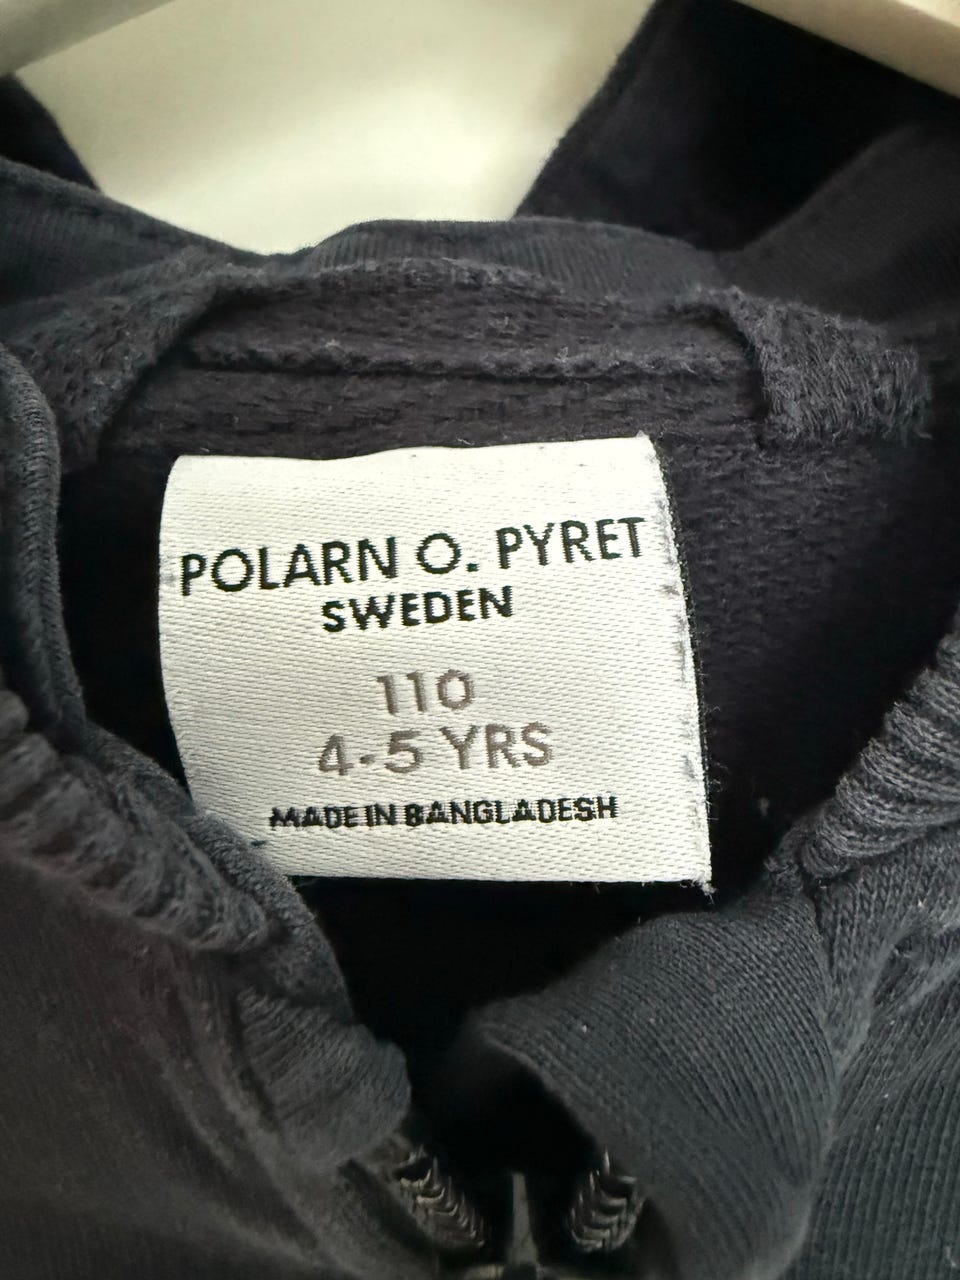 POLARN O. PYRET
SWEDEN
110
4-5 YRS
MADE IN BANGLADESH